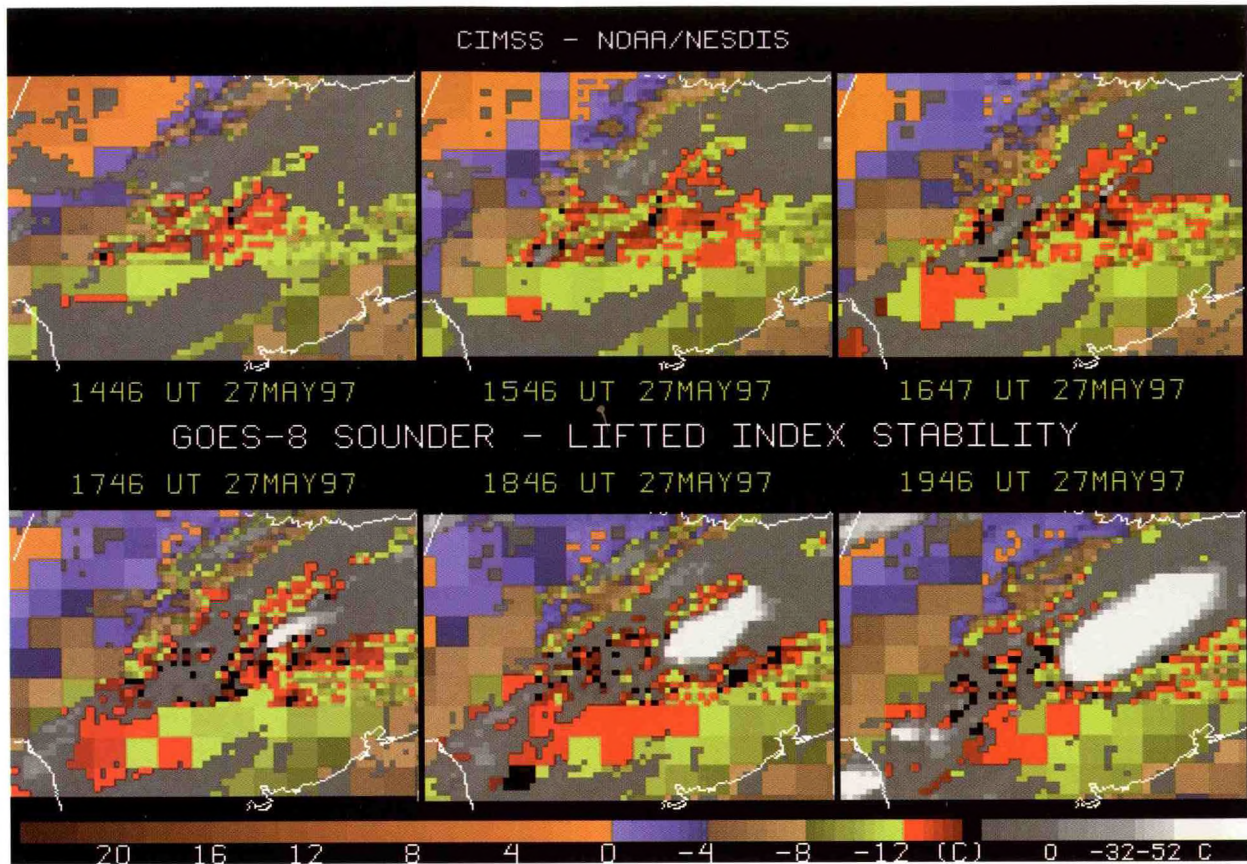 CIMSS - NOAA/NESDIS
1446 UT 27MAY97 1546 UT 27MAY97 1647 UT 27MAY97
GOES-8 SOUNDER - LIFTED INDEX STABILITY
1746 UT 27MAY97 1846 UT 27MAY97 1946 UT 27MAY97
20 16 12 8 4 0 -4 -8 -12 (C) 0 -32-52 C